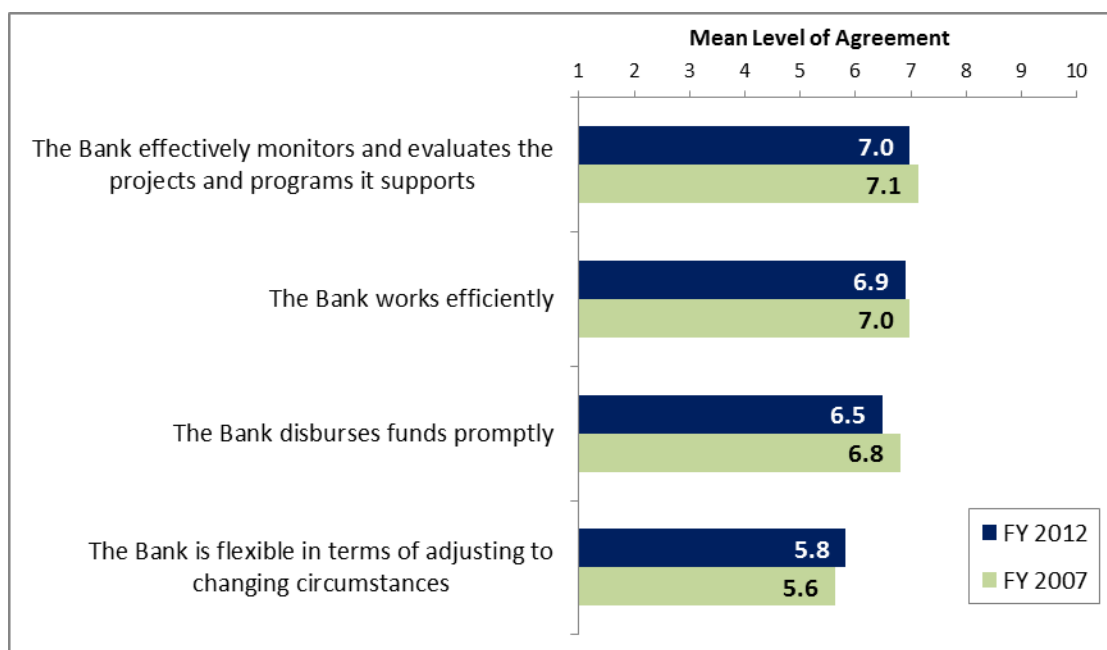 Mean Level of Agreement
1 2 3 4 5 6 7 8 9 10
The Bank effectively monitors and evaluates the
projects and programs it supports
7.0
7.1
The Bank works efficiently
6.9
7.0
The Bank disburses funds promptly
6.5
6.8
The Bank is flexible in terms of adjusting to
changing circumstances
5.8
5.6
FY 2012
FY 2007